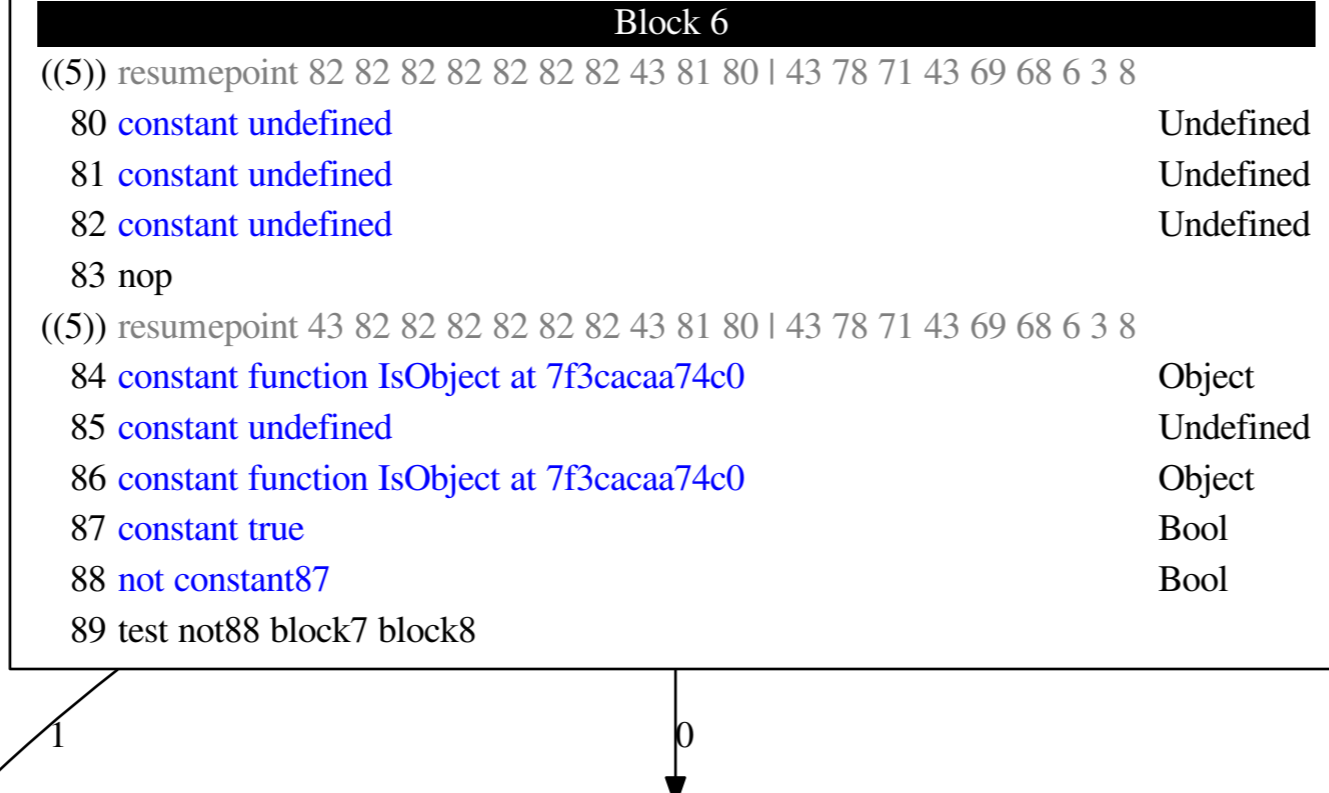 Block 6
((5)) resumepoint 82 82 82 82 82 82 82 43 81 80 | 43 78 71 43 69 68 6 3 8
80 constant undefined Undefined
81 constant undefined Undefined
82 constant undefined Undefined
83 nop
((5)) resumepoint 43 82 82 82 82 82 82 43 81 80 | 43 78 71 43 69 68 6 3 8
84 constant function IsObject at 7f3cacaa74c0 Object
85 constant undefined Undefined
86 constant function IsObject at 7f3cacaa74c0 Object
87 constant true Bool
88 not constant87 Bool
89 test not88 block7 block8
1 0